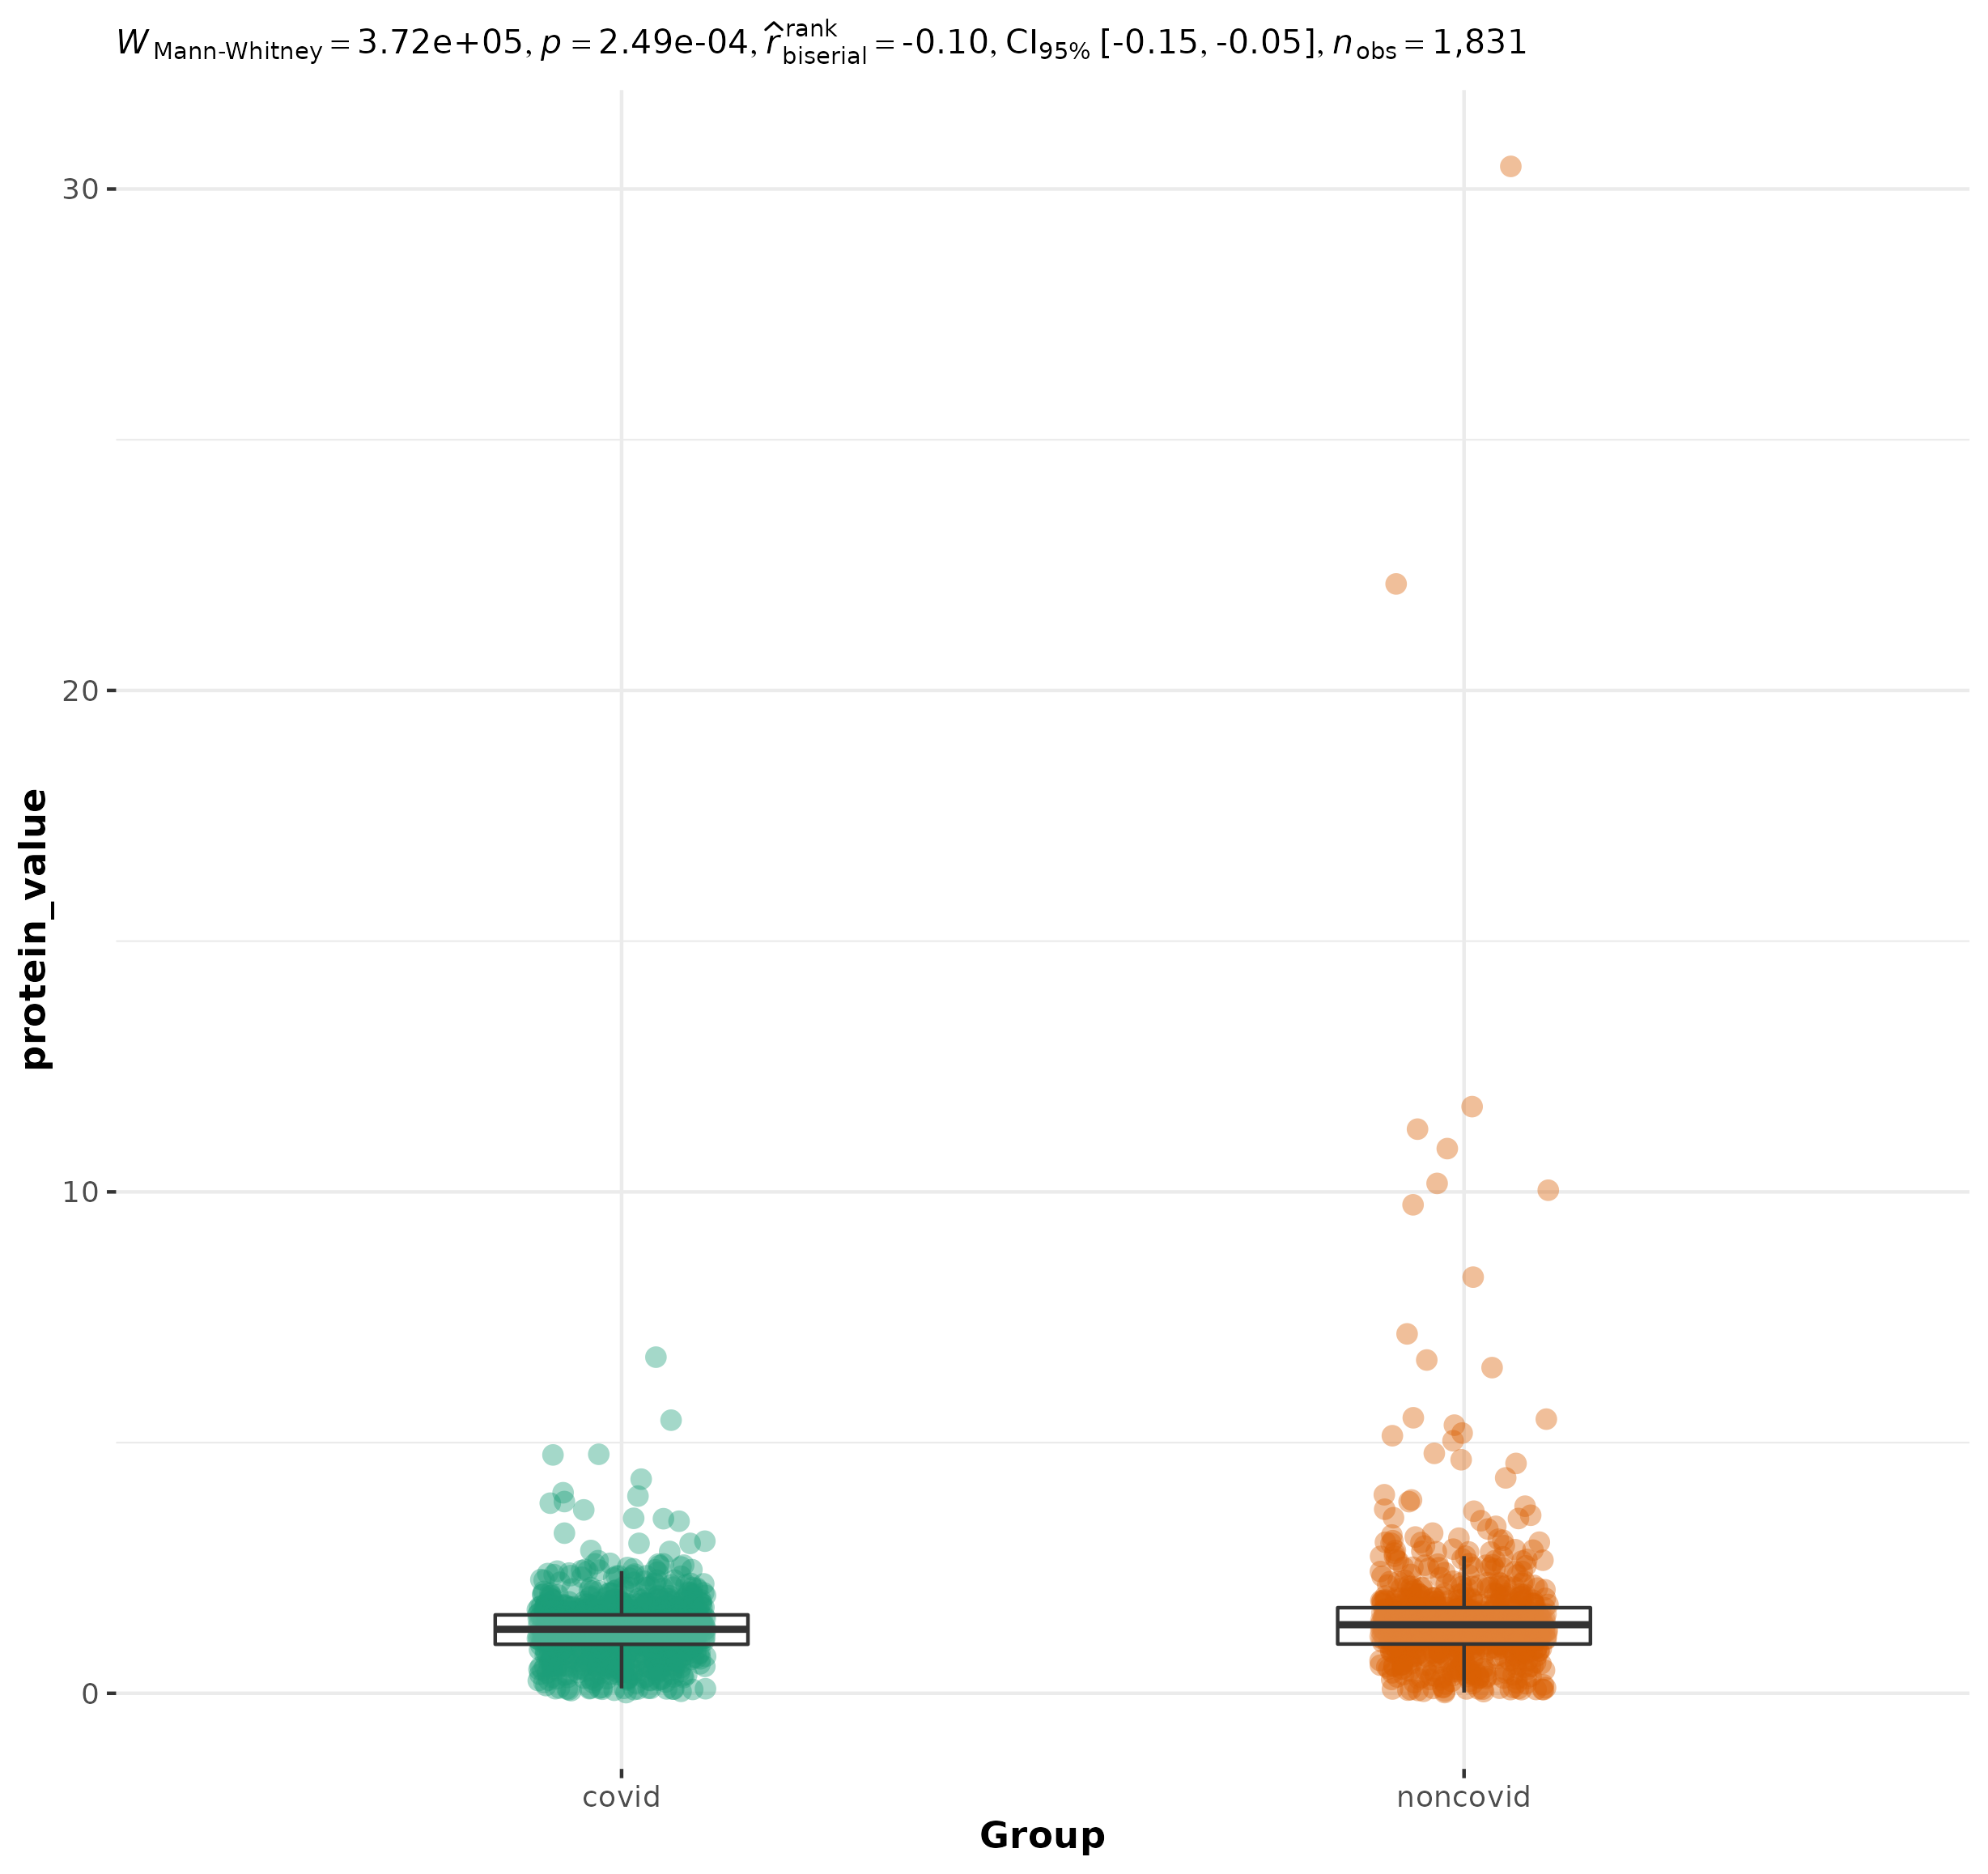 W Mann-Whitney = 3.72e+05, p = 2.49e-04, r̂ rank biserial = -0.10, CI95% [-0.15, -0.05], nobs = 1,831
30
20
10
0
protein_value
covid noncovid
Group